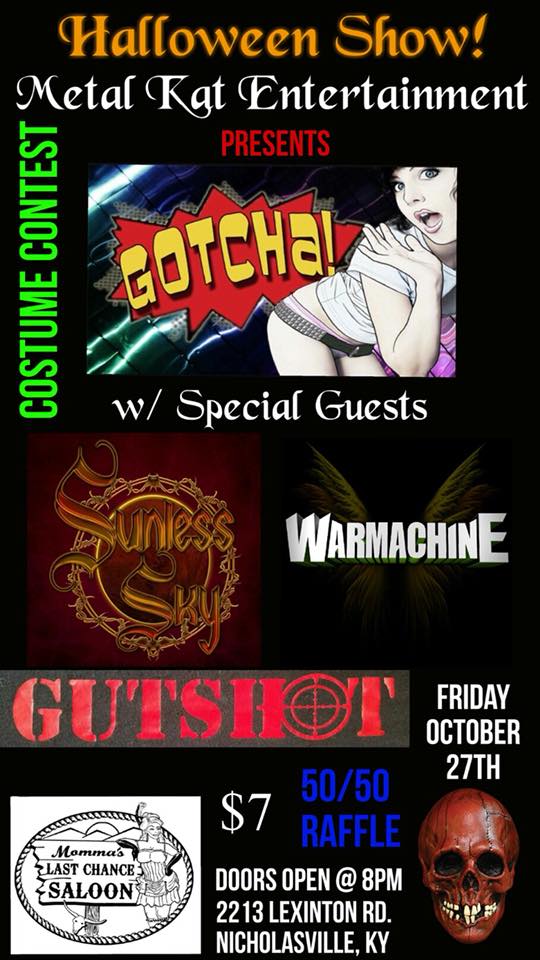 Halloween Show!
Metal Kat Entertainment
PRESENTS
COSTUME CONTEST
GOTCHa!
w/ Special Guests
Sunless
Sky
WARMACHINE
GUTSHOT
FRIDAY
OCTOBER
27TH
Momma's
LAST CHANCE
SALOON
$7
50/50
RAFFLE
DOORS OPEN @ 8PM
2213 LEXINTON RD.
NICHOLASVILLE, KY